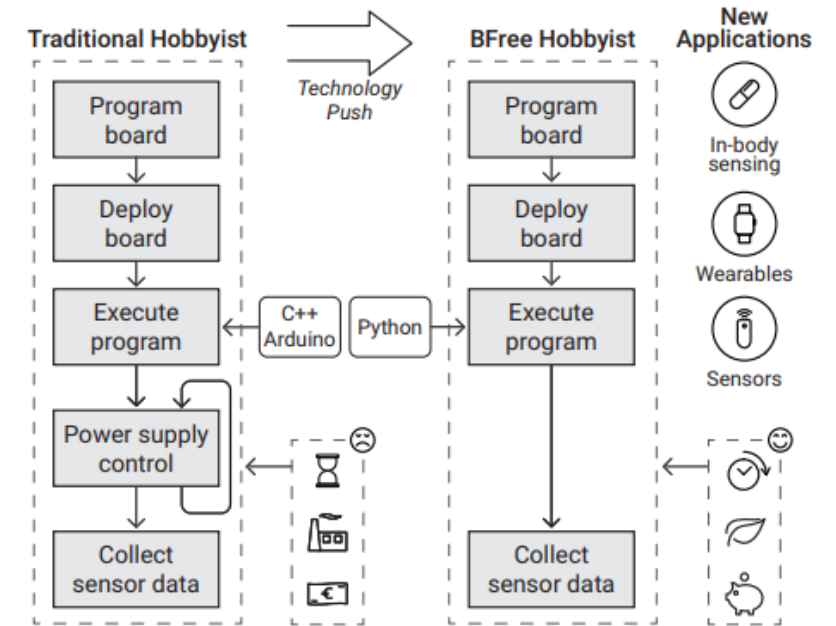 Traditional Hobbyist
Technology
Push
BFree Hobbyist
New
Applications
Program
board
Deploy
board
Execute
program
Power supply
control
Collect
sensor data
C++
Arduino
Python
Program
board
Deploy
board
Execute
program
Collect
sensor data
In-body
sensing
Wearables
Sensors
€